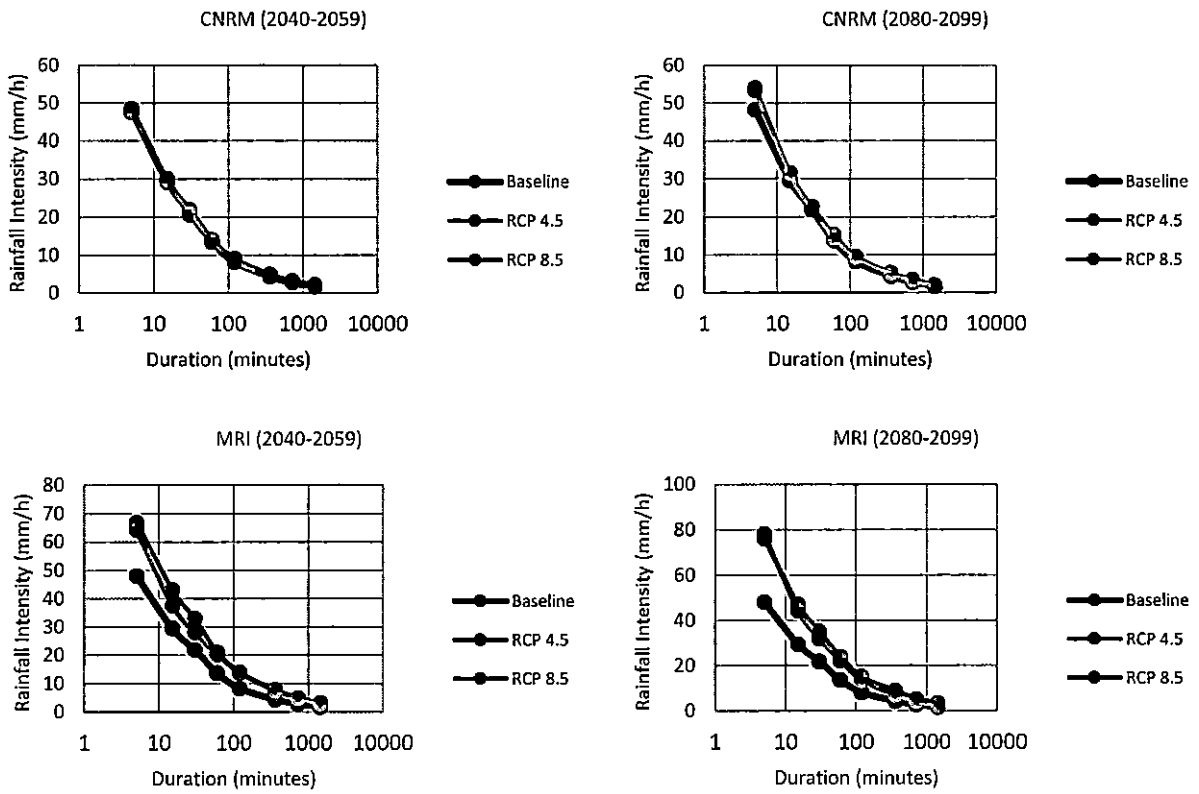 CNRM (2040-2059)
Rainfall Intensity (mm/h)
60
50
40
30
20
10
0
1 10 100 1000 10000
Duration (minutes)
Baseline
RCP 4.5
RCP 8.5
CNRM (2080-2099)
Rainfall Intensity (mm/h)
60
50
40
30
20
10
0
1 10 100 1000 10000
Duration (minutes)
Baseline
RCP 4.5
RCP 8.5
MRI (2040-2059)
Rainfall Intensity (mm/h)
80
70
60
50
40
30
20
10
0
1 10 100 1000 10000
Duration (minutes)
Baseline
RCP 4.5
RCP 8.5
MRI (2080-2099)
Rainfall Intensity (mm/h)
100
80
60
40
20
0
1 10 100 1000 10000
Duration (minutes)
Baseline
RCP 4.5
RCP 8.5